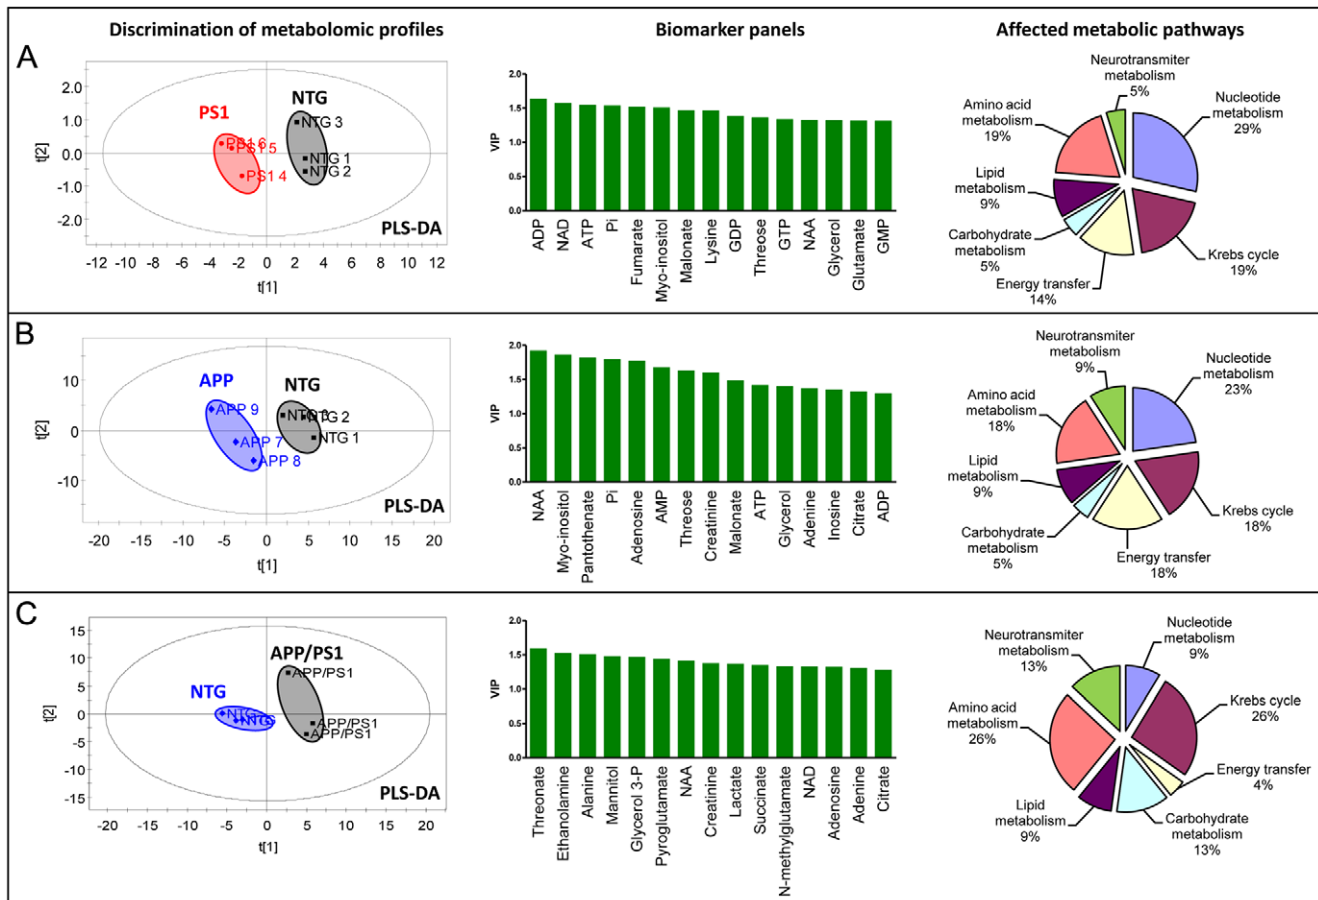 Discrimination of metabolomic profiles
Biomarker panels
Affected metabolic pathways
A
2.0
1.0
0.0
-1.0
-2.0
t[2]
PS1
NTG
PS1 6
PS1 5
PS1 4
NTG 3
NTG 1
NTG 2
PLS-DA
-12 -10 -8 -6 -4 -2 0 2 4 6 8 10 12
t[1]
2.0
1.5
1.0
0.5
0.0
VIP
ADP
NAD
ATP
Pi
Fumarate
Myo-inositol
Malonate
Lysine
GDP
Threose
GTP
NAA
Glycerol
Glutamate
GMP
Neurotransmiter
metabolism
5%
Nucleotide
metabolism
29%
Amino acid
metabolism
19%
Lipid
metabolism
9%
Carbohydrate
metabolism
5%
Energy transfer
14%
Krebs cycle
19%
B
10
0
-10
t[2]
APP
NTG
APP 9
APP 7
APP 8
NTG 3
NTG 2
NTG 1
PLS-DA
-20 -15 -10 -5 0 5 10 15 20
t[1]
2.0
1.5
1.0
0.5
0.0
VIP
NAA
Myo-inositol
Pantothenate
Pi
Adenosine
AMP
Threose
Creatinine
Malonate
ATP
Glycerol
Adenine
Inosine
Citrate
ADP
Neurotransmiter
metabolism
9%
Nucleotide
metabolism
23%
Amino acid
metabolism
18%
Lipid
metabolism
9%
Carbohydrate
metabolism
5%
Energy transfer
18%
Krebs cycle
18%
C
15
10
5
0
-5
-10
-15
t[2]
NTG
APP/PS1
NTG
NTG
APP/PS1
APP/PS1
APP/PS1
PLS-DA
-20 -15 -10 -5 0 5 10 15 20
t[1]
2.0
1.5
1.0
0.5
0.0
VIP
Threonate
Ethanolamine
Alanine
Mannitol
Glycerol 3-P
Pyroglutamate
NAA
Creatinine
Lactate
Succinate
N-methylglutamate
NAD
Adenosine
Adenine
Citrate
Neurotransmiter
metabolism
13%
Nucleotide
metabolism
9%
Amino acid
metabolism
26%
Krebs cycle
26%
Lipid
metabolism
9%
Energy transfer
4%
Carbohydrate
metabolism
13%